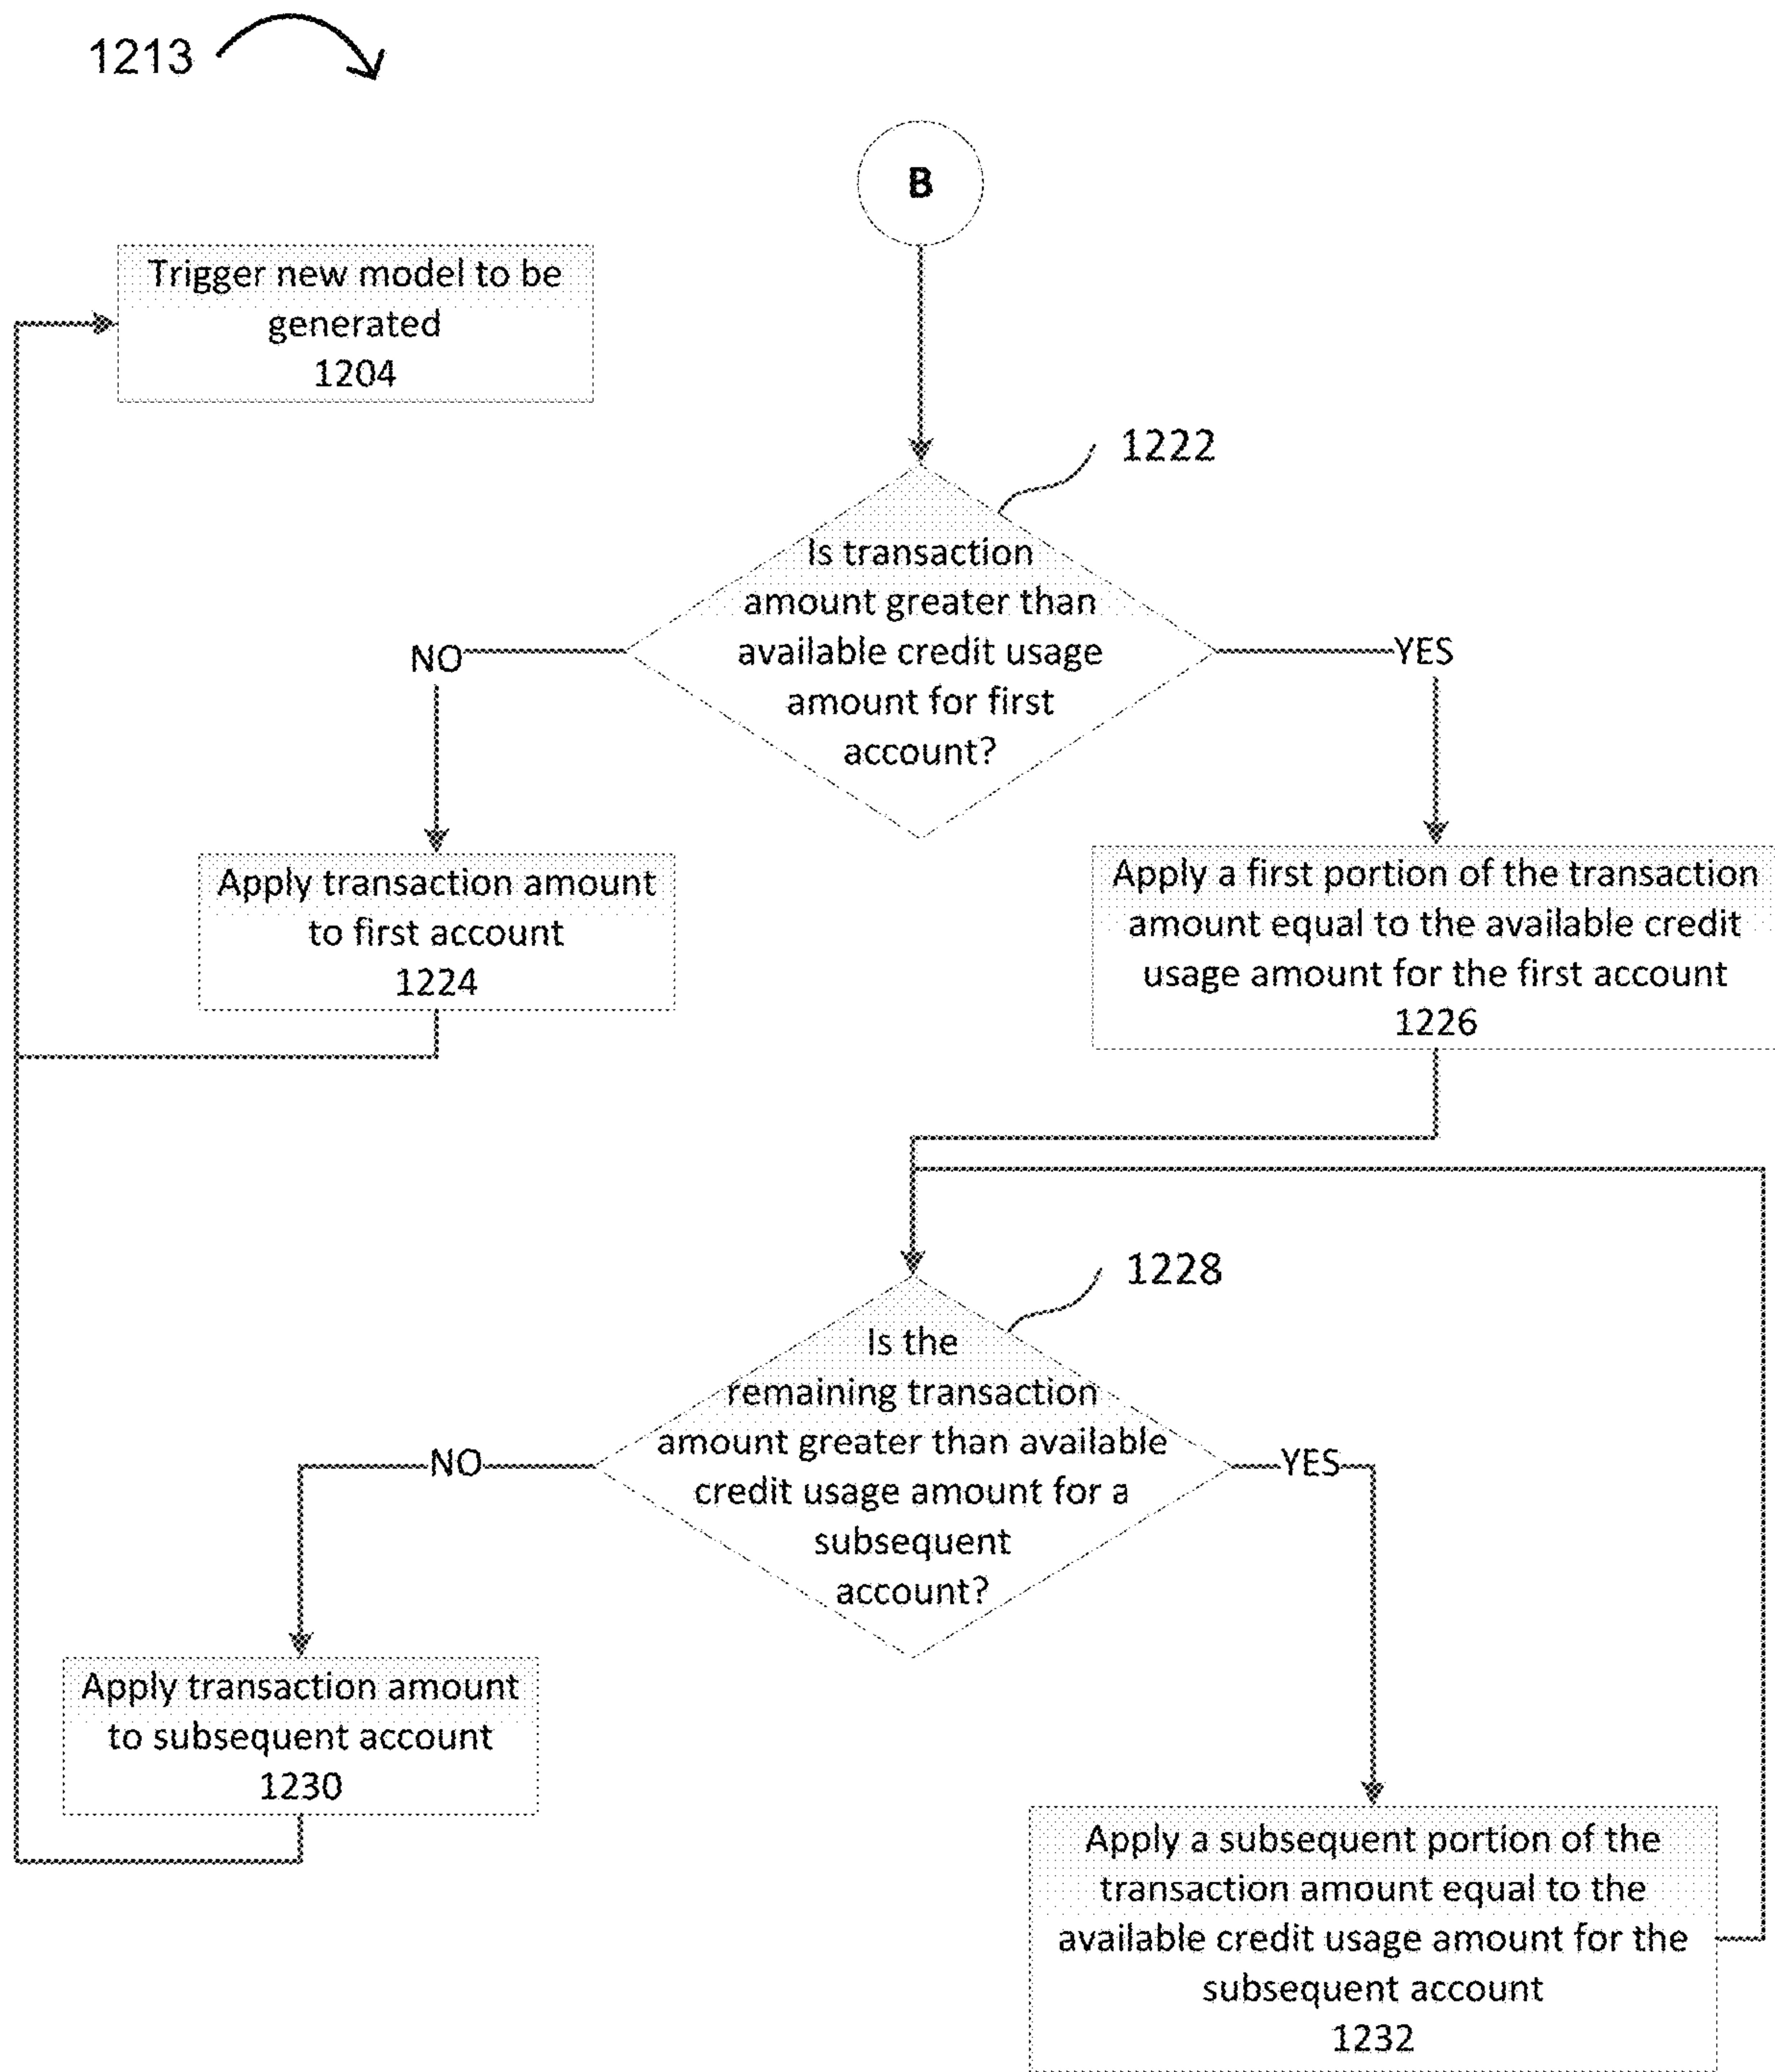 1213
B
Trigger new model to be
generated
1204
1222
Is transaction
amount greater than
available credit usage
amount for first
account?
NO
YES
Apply transaction amount
to first account
1224
Apply a first portion of the transaction
amount equal to the available credit
usage amount for the first account
1226
1228
Is the
remaining transaction
amount greater than available
credit usage amount for a
subsequent
account?
NO
YES
Apply transaction amount
to subsequent account
1230
Apply a subsequent portion of the
transaction amount equal to the
available credit usage amount for the
subsequent account
1232